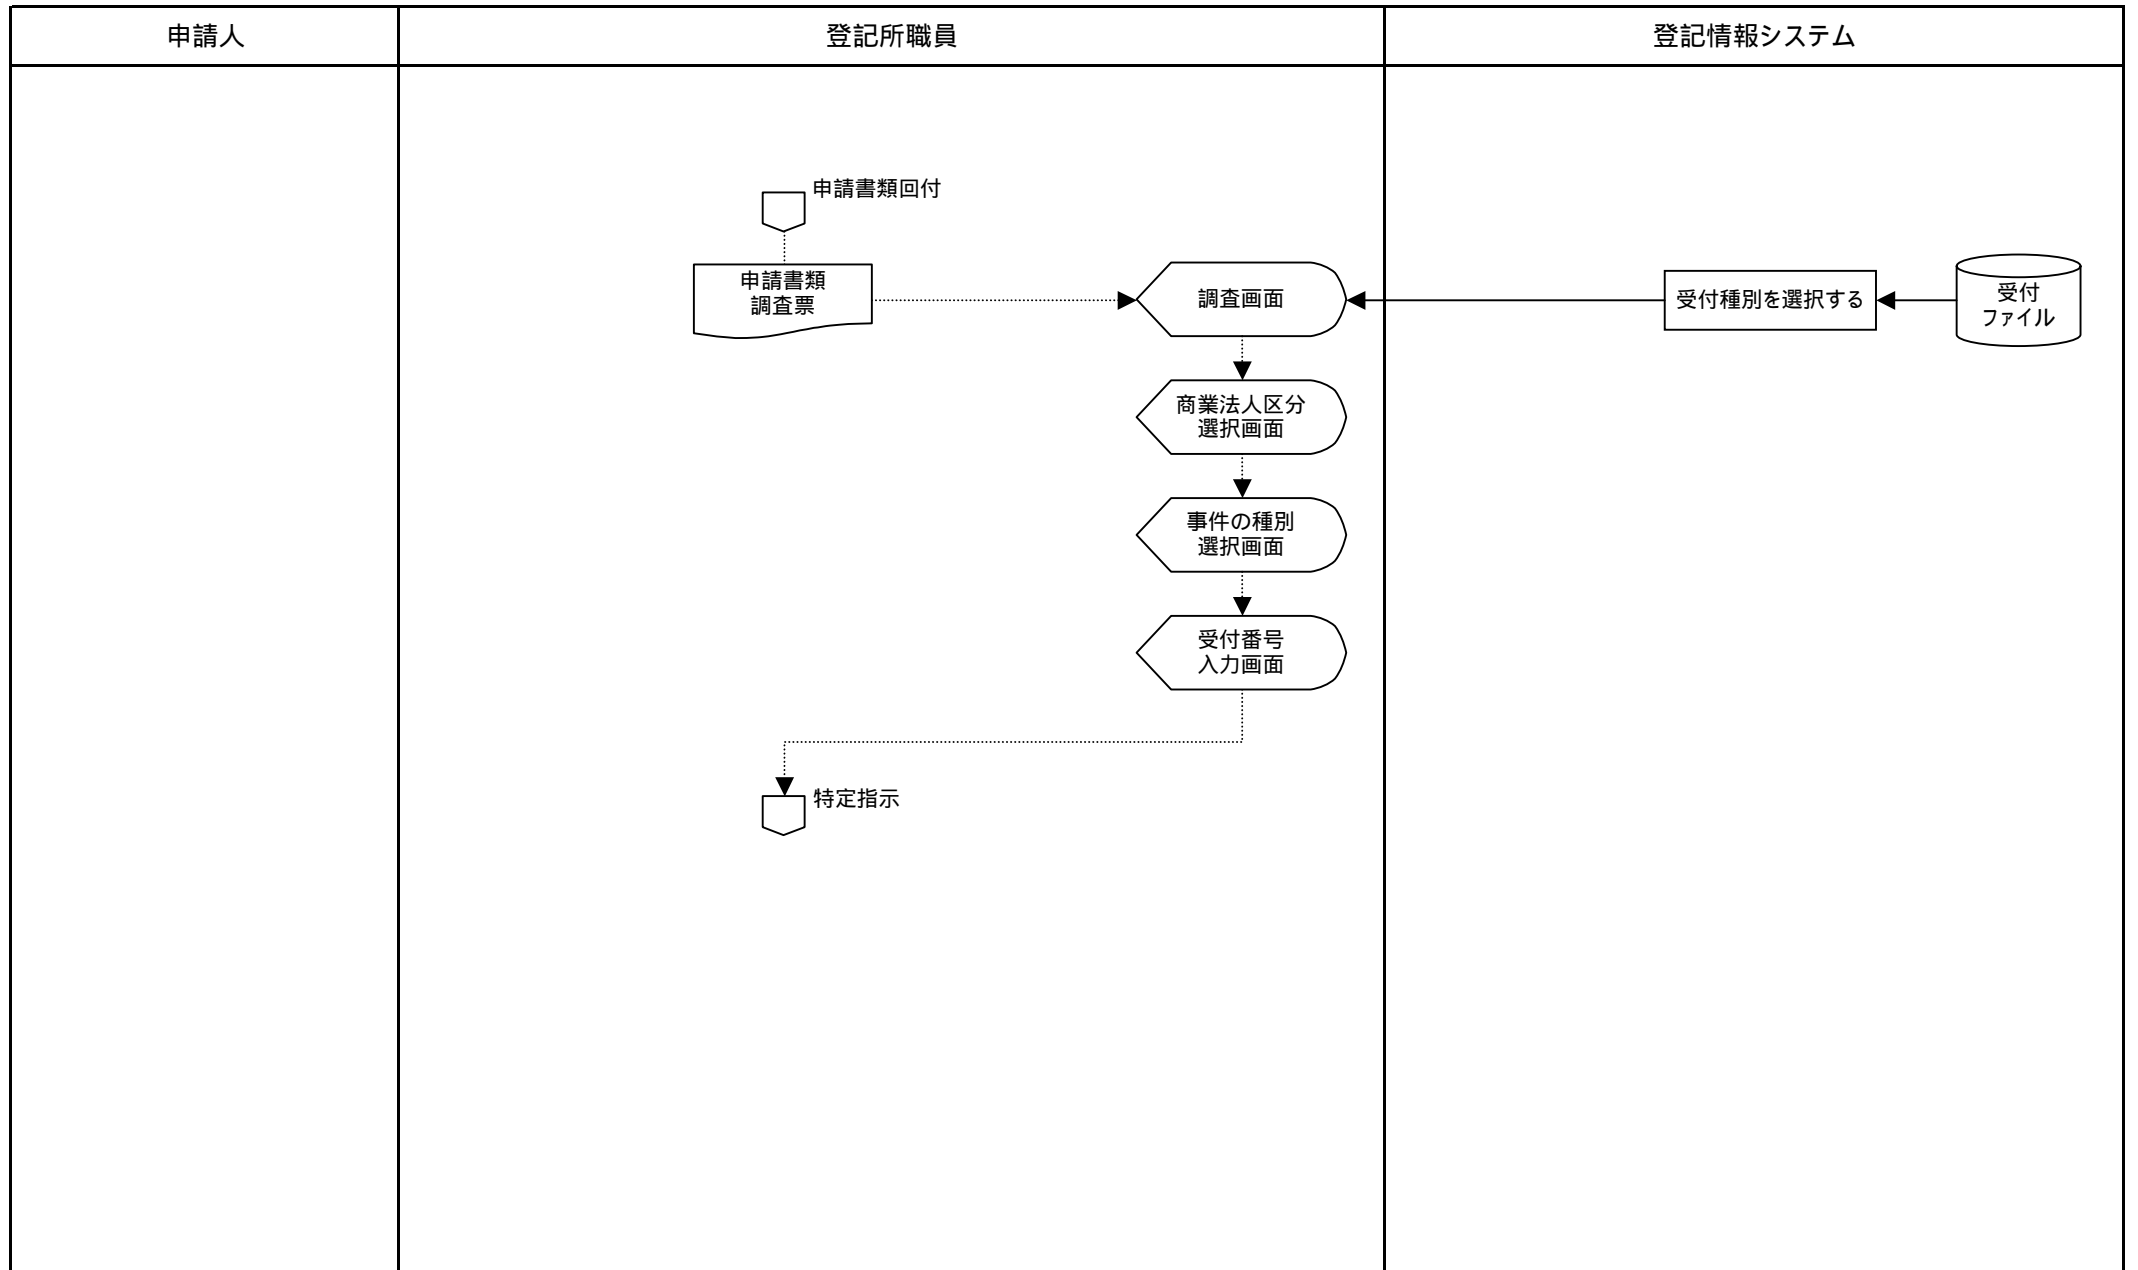 申請人
登記所職員
登記情報システム
申請書類回付
申請書類
調査票
調査画面
受付種別を選択する
受付
ファイル
商業法人区分
選択画面
事件の種別
選択画面
受付番号
入力画面
特定指示